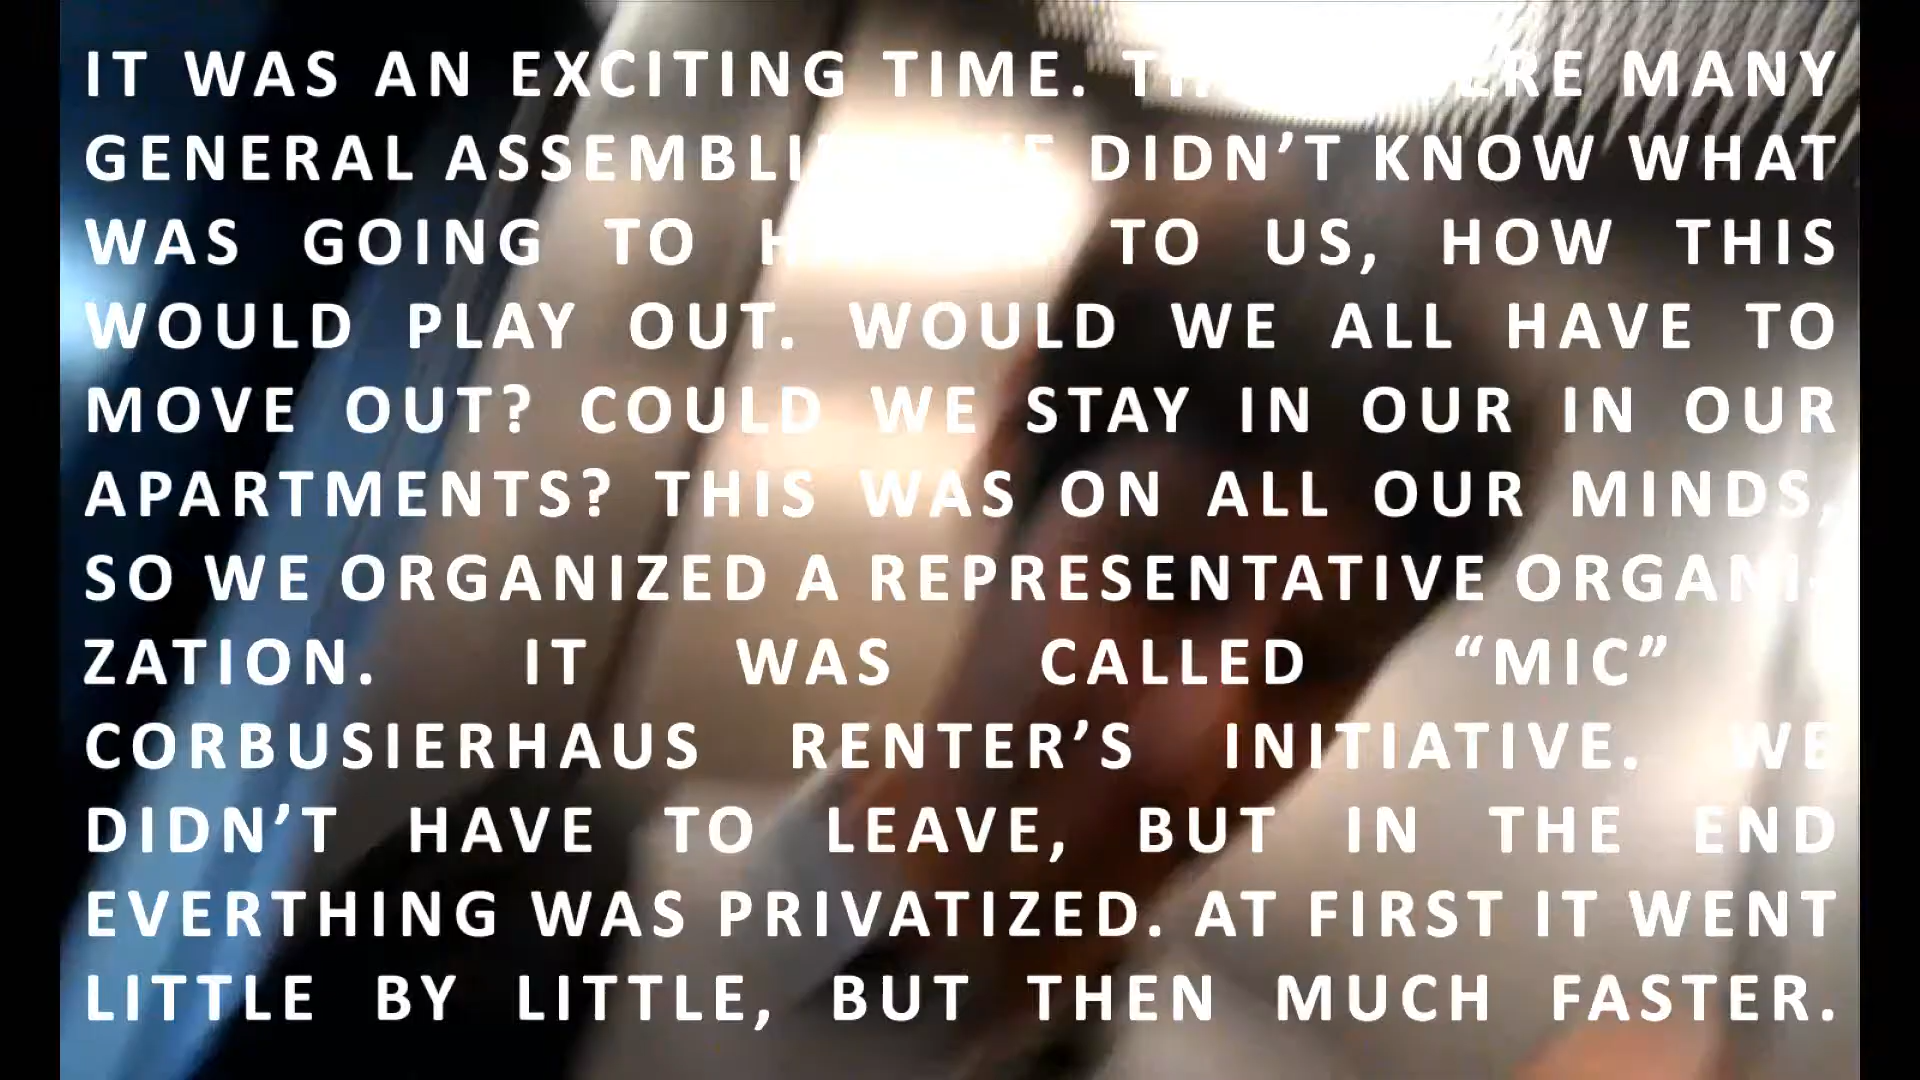 IT WAS AN EXCITING TIME. MANY
GENERAL DIDN’T KNOW WHAT
WAS GOING TO TO US, HOW THIS
WOULD PLAY OUT. WOULD WE ALL HAVE TO
MOVE OUT? COULD WE STAY IN OUR IN OUR
APARTMENTS? THIS WAS ON ALL OUR MINDS,
SO WE ORGANIZED A REPRESENTATIVE ORGANI-
ZATION. IT WAS CALLED “MIC”
CORBUSIERHAUS RENTER’S INITIATIVE. WE
DIDN’T HAVE TO LEAVE, BUT IN THE END
EVERTHING WAS PRIVATIZED. AT FIRST IT WENT
LITTLE BY LITTLE, BUT THEN MUCH FASTER.